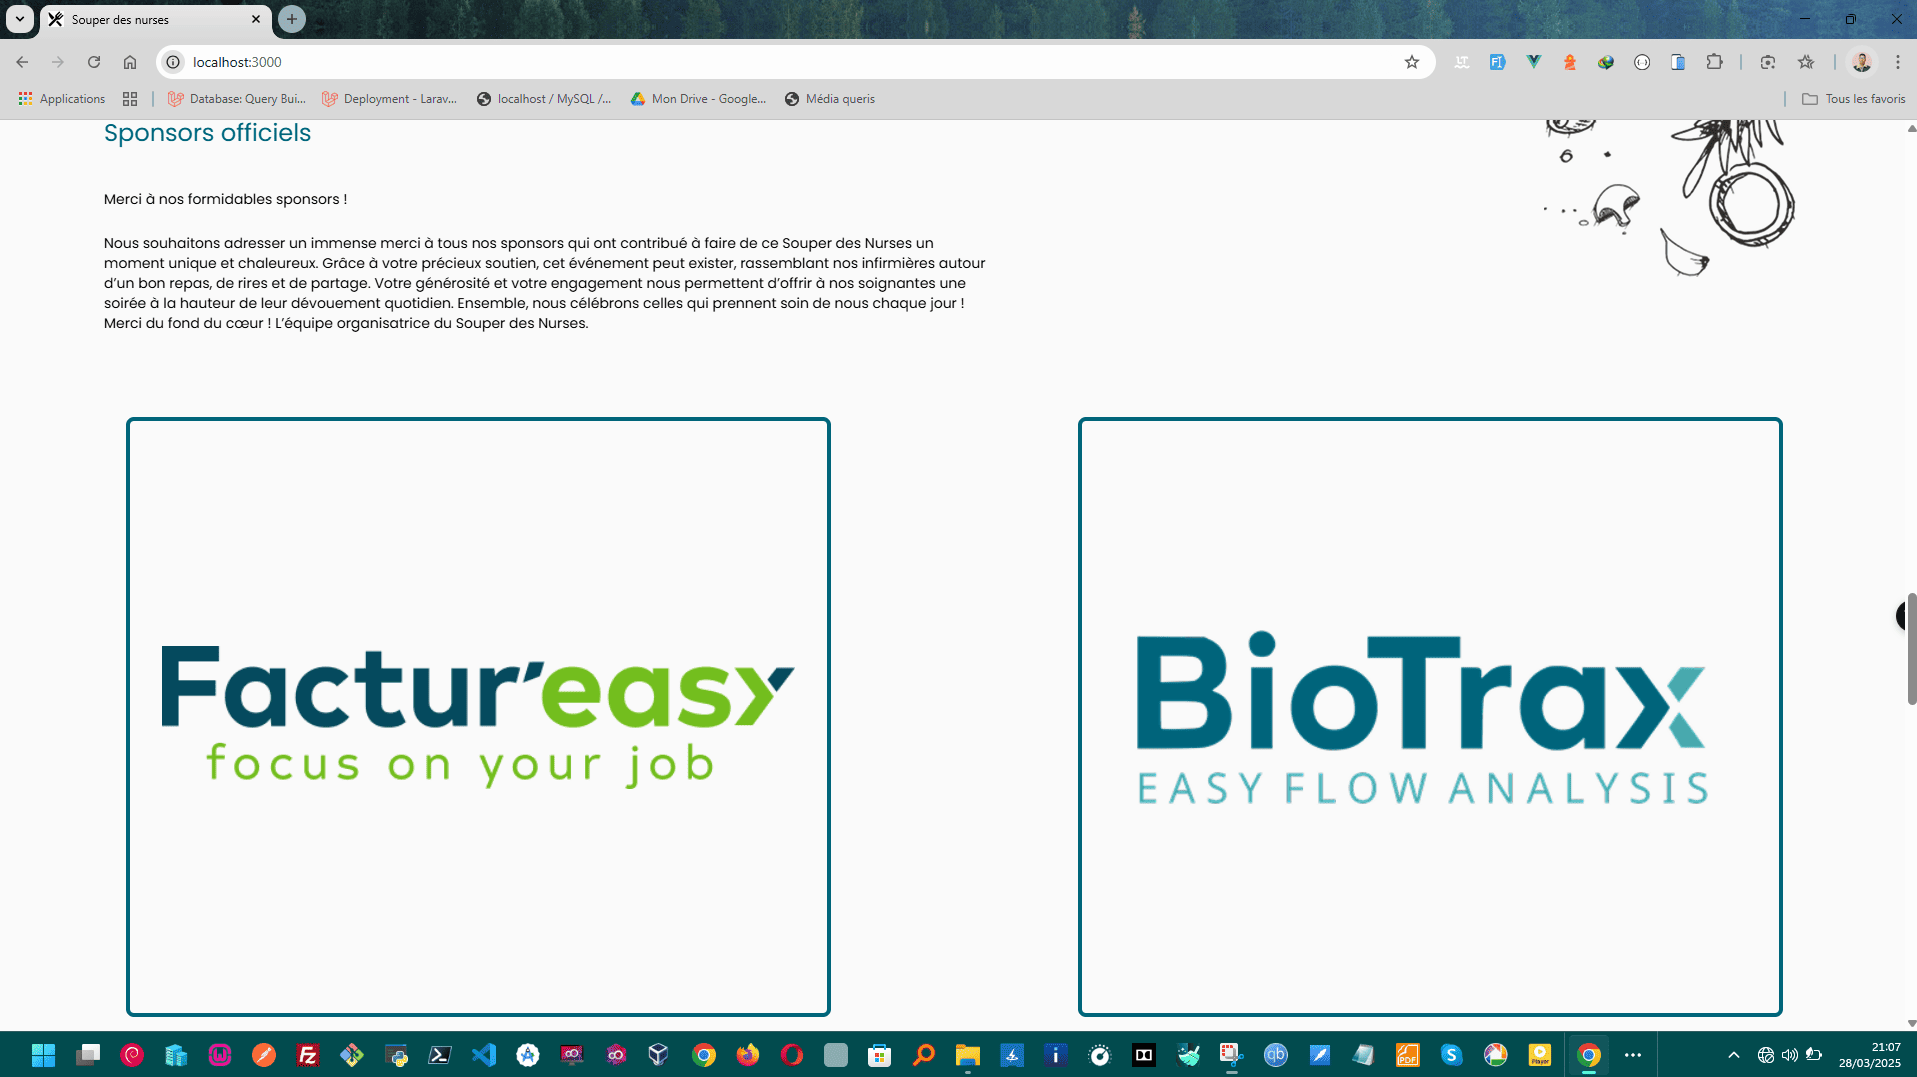 Souper des nurses
localhost:3000
Applications
Database: Query Bui...
Deployment - Larav...
localhost / MySQL /...
Mon Drive - Google...
Média queris
Tous les favoris
Sponsors officiels
Merci à nos formidables sponsors !
Nous souhaitons adresser un immense merci à tous nos sponsors qui ont contribué à faire de ce Souper des Nurses un
moment unique et chaleureux. Grâce à votre précieux soutien, cet événement peut exister, rassemblant nos infirmières autour
d’un bon repas, de rires et de partage. Votre générosité et votre engagement nous permettent d’offrir à nos soignantes une
soirée à la hauteur de leur dévouement quotidien. Ensemble, nous célébrons celles qui prennent soin de nous chaque jour !
Merci du fond du cœur ! L’équipe organisatrice du Souper des Nurses.
Factur’easy
focus on your job
BioTrax
EASY FLOW ANALYSIS
21:07
28/03/2025